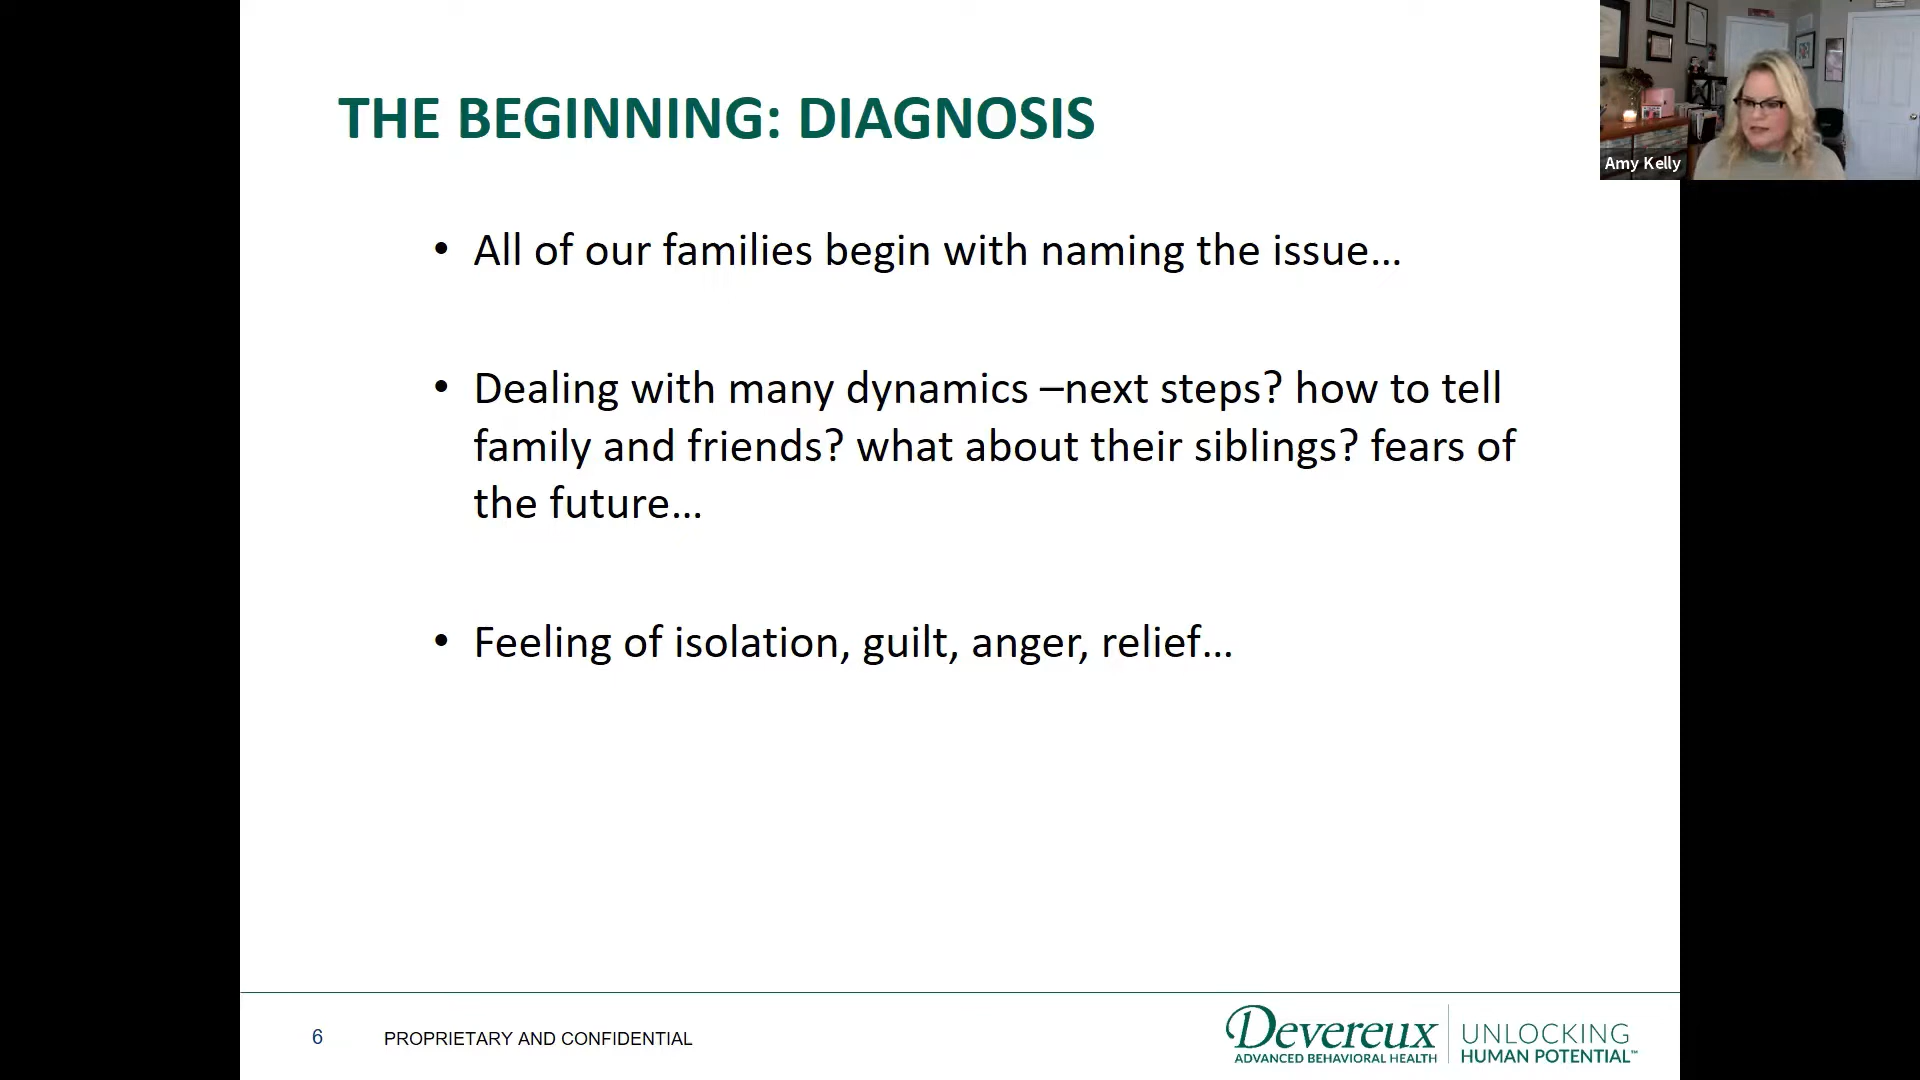 THE BEGINNING: DIAGNOSIS
Amy Kelly
• All of our families begin with naming the issue…
• Dealing with many dynamics –next steps? how to tell
family and friends? what about their siblings? fears of
the future…
• Feeling of isolation, guilt, anger, relief…
6
PROPRIETARY AND CONFIDENTIAL
Devereux
ADVANCED BEHAVIORAL HEALTH
UNLOCKING
HUMAN POTENTIAL™